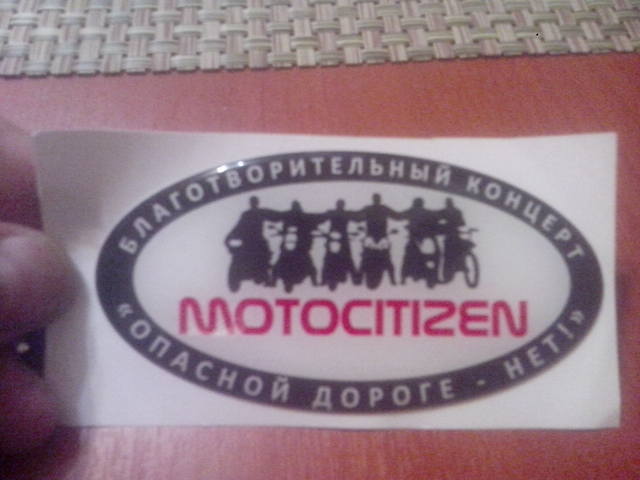 БЛАГОТВОРИТЕЛЬНЫЙ КОНЦЕРТ
MOTOCITIZEN
«ОПАСНОЙ ДОРОГЕ - НЕТ!»